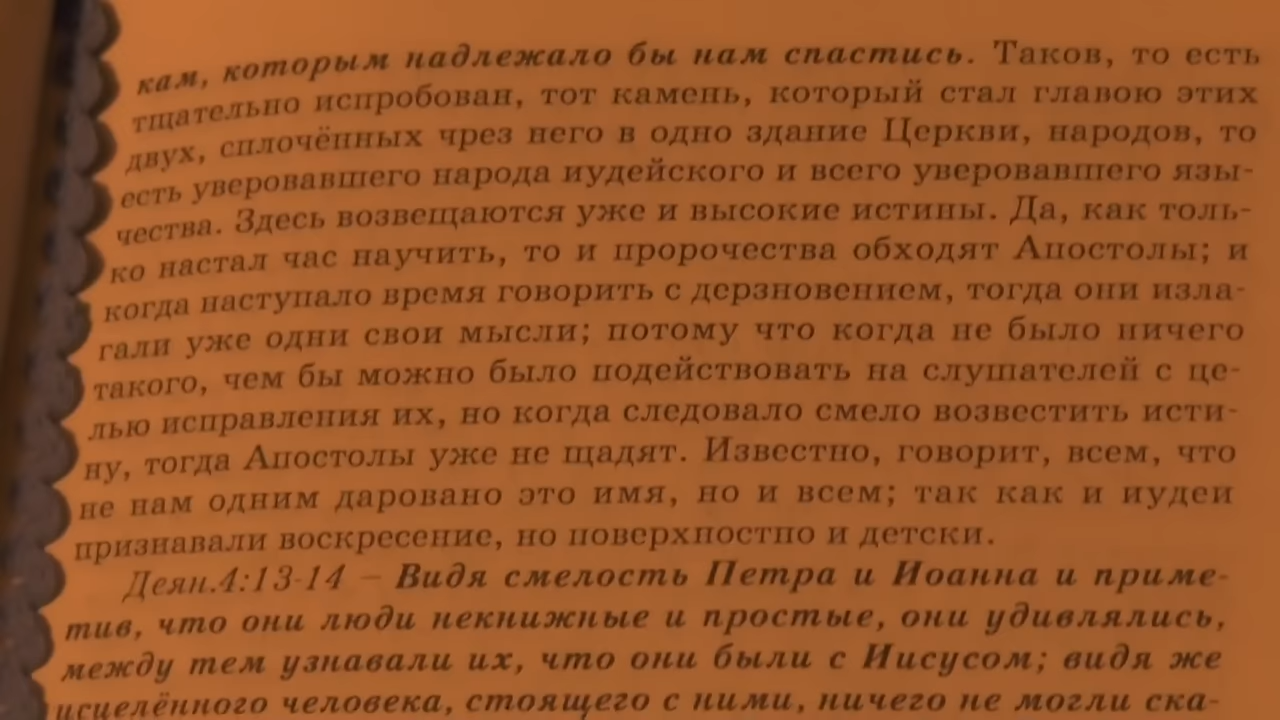 кам, которым надлежало бы нам спастись. Таков, то есть
тщательно испробован, тот камень, который стал главою этих
двух, сплочённых чрез него в одно здание Церкви, народов, то
есть уверовавшего народа иудейского и всего уверовавшего язы-
чества. Здесь возвещаются уже и высокие истины. Да, как толь-
ко настал час научить, то и пророчества обходят Апостолы; и
когда наступало время говорить с дерзновением, тогда они изла-
гали уже одни свои мысли; потому что когда не было ничего
такого, чем бы можно было подействовать на слушателей с це-
лью исправления их, но когда следовало смело возвестить исти-
ну, тогда Апостолы уже не щадят. Известно, говорит, всем, что
не нам одним даровано это имя, но и всем; так как и иудеи
признавали воскресение, но поверхностно и детски.
Деян.4:13-14 – Видя смелость Петра и Иоанна и приме-
тив, что они люди некнижные и простые, они удивлялись,
между тем узнавали их, что они были с Иисусом; видя же
исцелённого человека, стоящего с ними, ничего не могли ска-